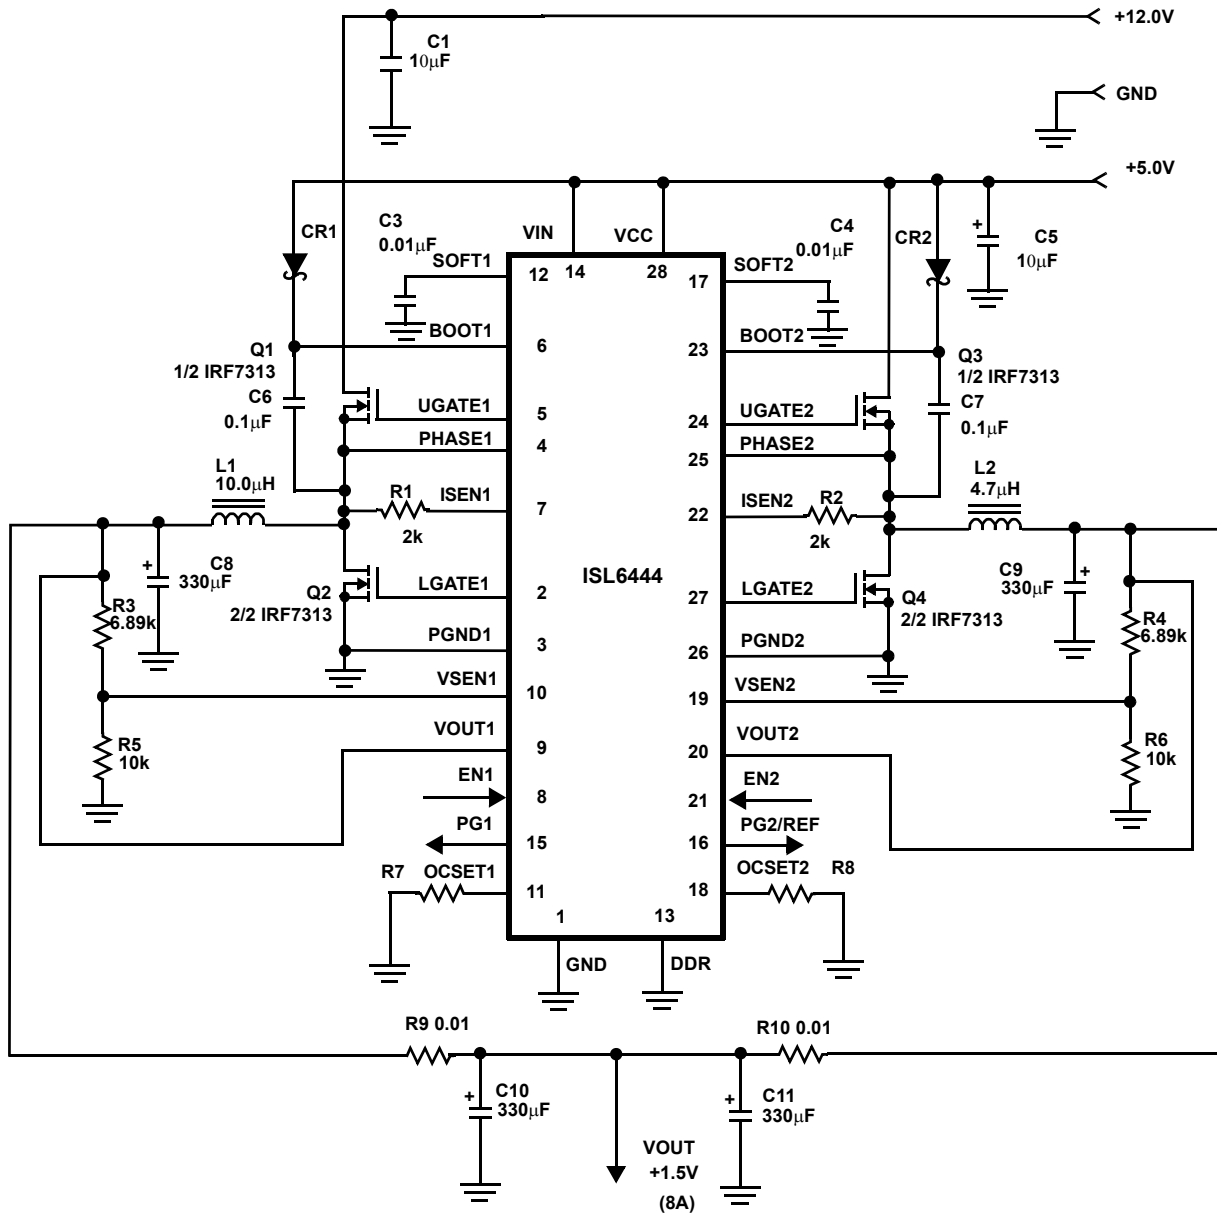 +12.0V
C1
10µF
GND
+5.0V
CR1
C3
0.01µF
VIN
VCC
C4
0.01µF
CR2
+
C5
10µF
SOFT1
12
14
28
17
SOFT2
BOOT1
6
23
BOOT2
Q1
1/2 IRF7313
C6
0.1µF
Q3
1/2 IRF7313
C7
0.1µF
UGATE1
5
24
UGATE2
PHASE1
4
25
PHASE2
L1
10.0µH
R1
2k
ISEN1
7
22
ISEN2
R2
2k
L2
4.7µH
+
C8
330µF
ISL6444
C9
330µF
+
Q2
2/2 IRF7313
LGATE1
2
27
LGATE2
Q4
2/2 IRF7313
R3
6.89k
R4
6.89k
PGND1
3
26
PGND2
VSEN1
10
19
VSEN2
R5
10k
VOUT1
9
20
VOUT2
R6
10k
EN1
8
21
EN2
PG1
15
16
PG2/REF
R7
OCSET1
11
18
OCSET2
R8
1
13
GND
DDR
R9 0.01
R10 0.01
+
C10
330µF
+
C11
330µF
VOUT
+1.5V
(8A)